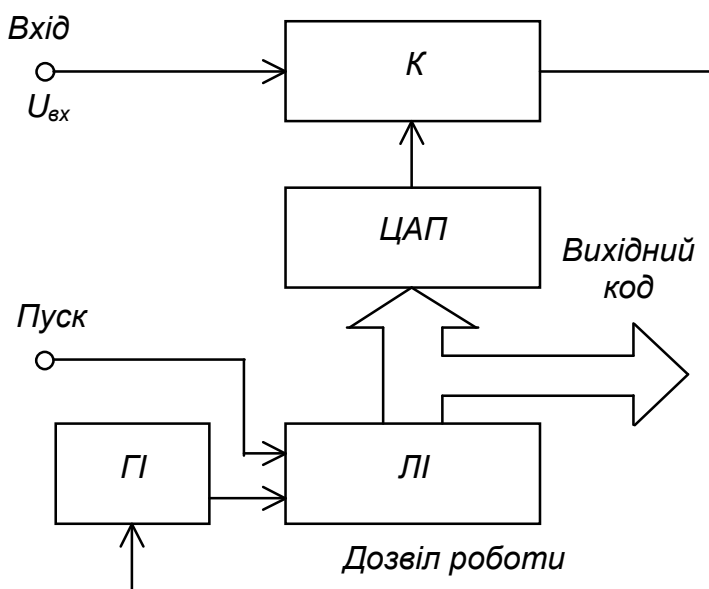 Вхід
K
Uвх
ЦАП
Вихідний
код
Пуск
ГІ
ЛІ
Дозвіл роботи